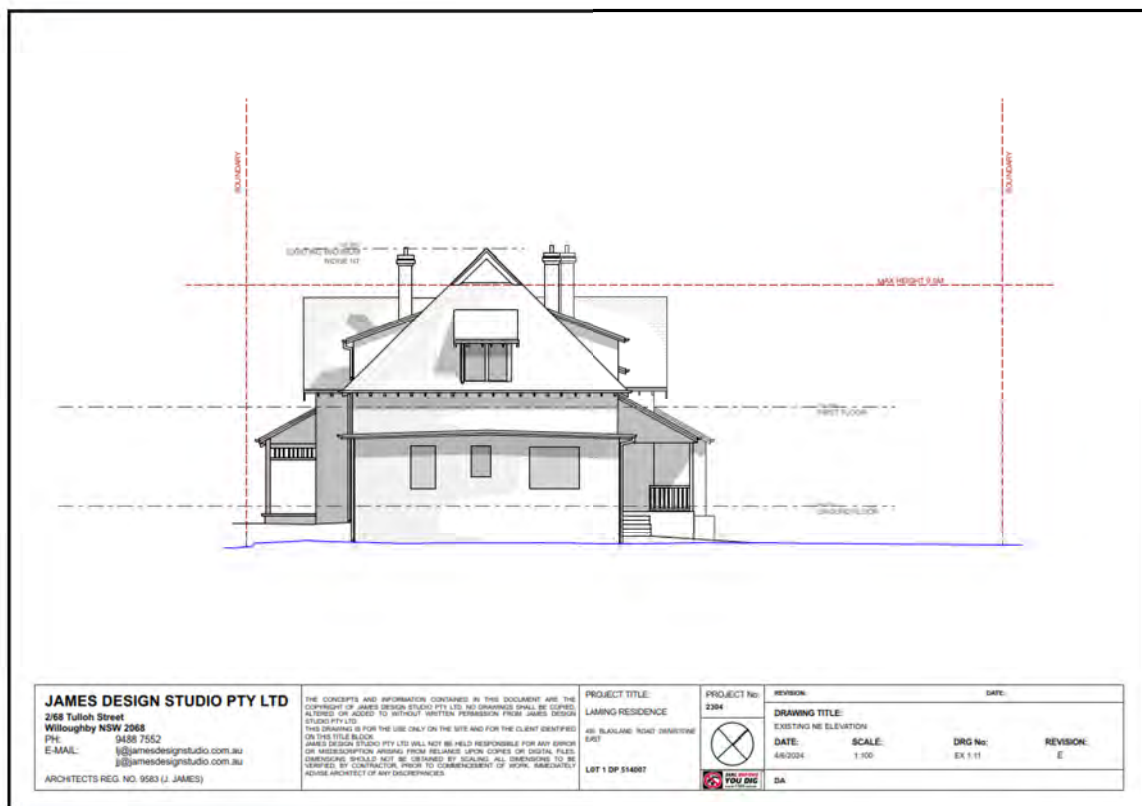 BOUNDARY
BOUNDARY
RIDGE HT
MAX HEIGHT 9.5M
FIRST FLOOR
GROUND FLOOR
JAMES DESIGN STUDIO PTY LTD
2/68 Tulloh Street
Willoughby NSW 2068
PH: 9488 7552
E-MAIL: lj@jamesdesignstudio.com.au
jj@jamesdesignstudio.com.au
ARCHITECTS REG. NO. 9583 (J. JAMES)
THE CONCEPTS AND INFORMATION CONTAINED IN THIS DOCUMENT ARE THE
COPYRIGHT OF JAMES DESIGN STUDIO PTY LTD. NO DRAWINGS SHALL BE COPIED,
ALTERED OR ADDED TO WITHOUT WRITTEN PERMISSION FROM JAMES DESIGN
STUDIO PTY LTD.
THIS DRAWING IS FOR THE USE ONLY ON THE SITE AND FOR THE CLIENT IDENTIFIED
ON THIS TITLE BLOCK.
JAMES DESIGN STUDIO PTY LTD WILL NOT BE HELD RESPONSIBLE FOR ANY ERROR
OR MISDESCRIPTION ARISING FROM RELIANCE UPON COPIES OR DIGITAL FILES.
DIMENSIONS SHOULD NOT BE OBTAINED BY SCALING. ALL DIMENSIONS TO BE
VERIFIED, BY CONTRACTOR, PRIOR TO COMMENCEMENT OF WORK. IMMEDIATELY
ADVISE ARCHITECT OF ANY DISCREPANCIES.
PROJECT TITLE:
LAMING RESIDENCE
BLAXLAND ROAD DENISTONE
EAST
LOT 1 DP 514007
PROJECT No:
2304
YOU DIG
REVISION: DATE:
DRAWING TITLE:
EXISTING NE ELEVATION
DATE: SCALE: DRG No: REVISION:
4/6/2024 1:100 EX 1.11 E
DA